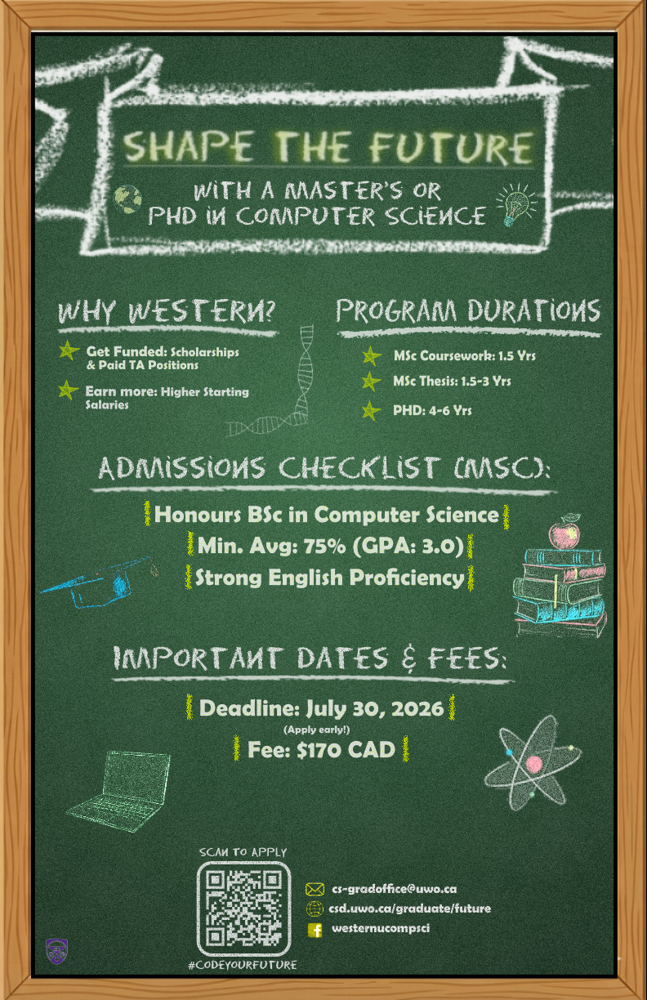 SHAPE THE FUTURE
WITH A MASTER'S OR
PHD IN COMPUTER SCIENCE
WHY WESTERN?
Get Funded: Scholarships
& Paid TA Positions
Earn more: Higher Starting
Salaries
PROGRAM DURATIONS
MSc Coursework: 1.5 Yrs
MSc Thesis: 1.5-3 Yrs
PHD: 4-6 Yrs
ADMISSIONS CHECKLIST (MSC):
Honours BSc in Computer Science
Min. Avg: 75% (GPA: 3.0)
Strong English Proficiency
IMPORTANT DATES & FEES:
Deadline: July 30, 2026
(Apply early!)
Fee: $170 CAD
SCAN TO APPLY
#CODEYOURFUTURE
cs-gradoffice@uwo.ca
csd.uwo.ca/graduate/future
westernucompsci